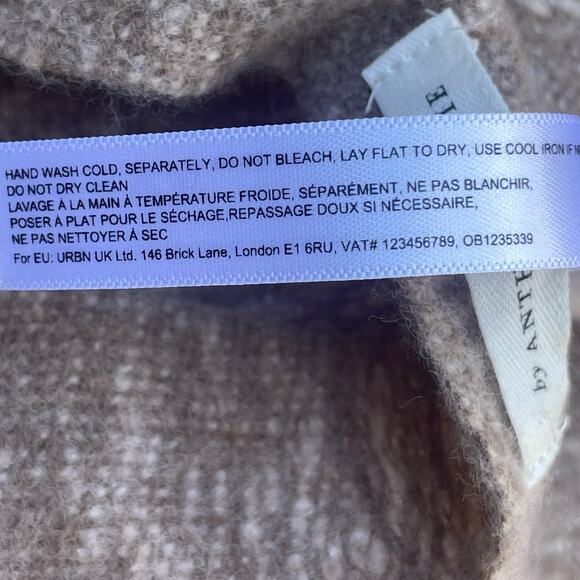 HAND WASH COLD, SEPARATELY, DO NOT BLEACH, LAY FLAT TO DRY, USE COOL IRON IF
DO NOT DRY CLEAN
LAVAGE À LA MAIN À TEMPÉRATURE FROIDE, SÉPARÉMENT, NE PAS BLANCHIR,
POSER À PLAT POUR LE SÉCHAGE,REPASSAGE DOUX SI NÉCESSAIRE,
NE PAS NETTOYER À SEC
For EU: URBN UK Ltd. 146 Brick Lane, London E1 6RU, VAT# 123456789, OB1235339
by